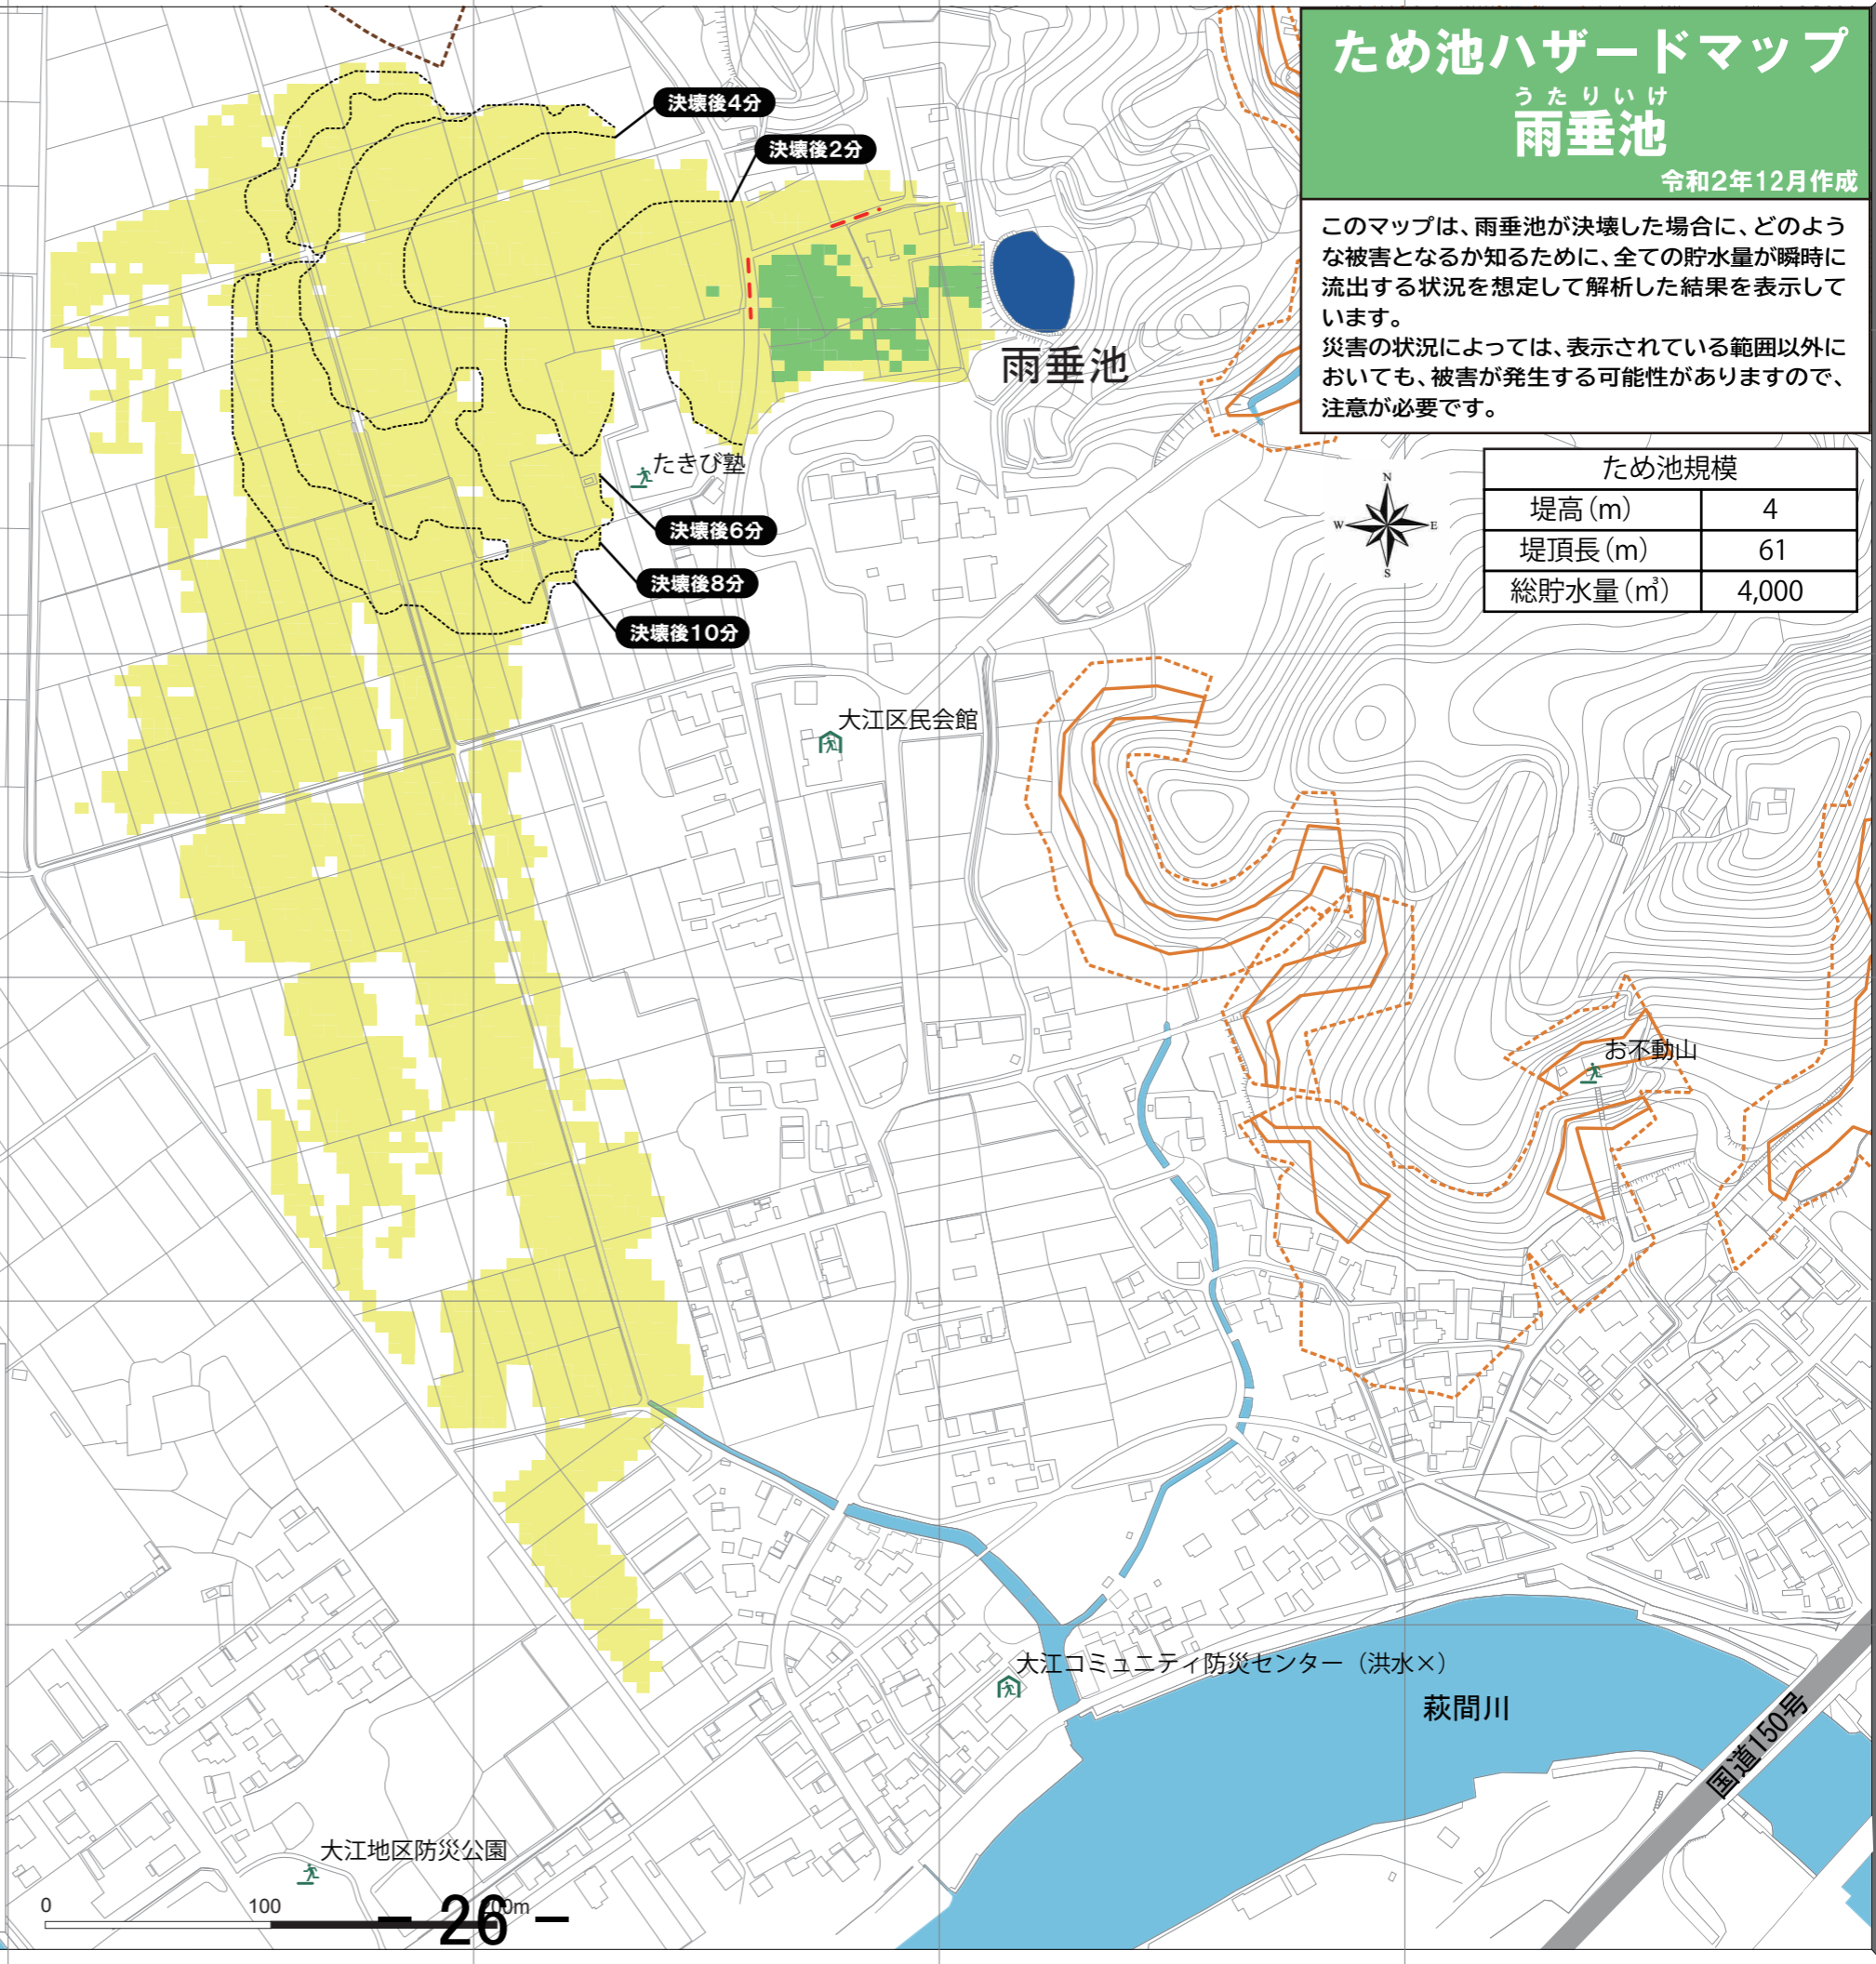 ため池ハザードマップ
うたりいけ
雨垂池
令和2年12月作成
このマップは、雨垂池が決壊した場合に、どのよう
な被害となるか知るために、全ての貯水量が瞬時に
流出する状況を想定して解析した結果を表示して
います。
災害の状況によっては、表示されている範囲以外に
おいても、被害が発生する可能性がありますので、
注意が必要です。
ため池規模
堤高(m) 4
堤頂長(m) 61
総貯水量(㎥) 4,000
N
W E
S
決壊後4分
決壊後2分
雨垂池
たきび塾
決壊後6分
決壊後8分
決壊後10分
大江区民会館
お不動山
大江コミュニティ防災センター（洪水×）
萩間川
国道150号
大江地区防災公園
0 100 200m
− 26 −